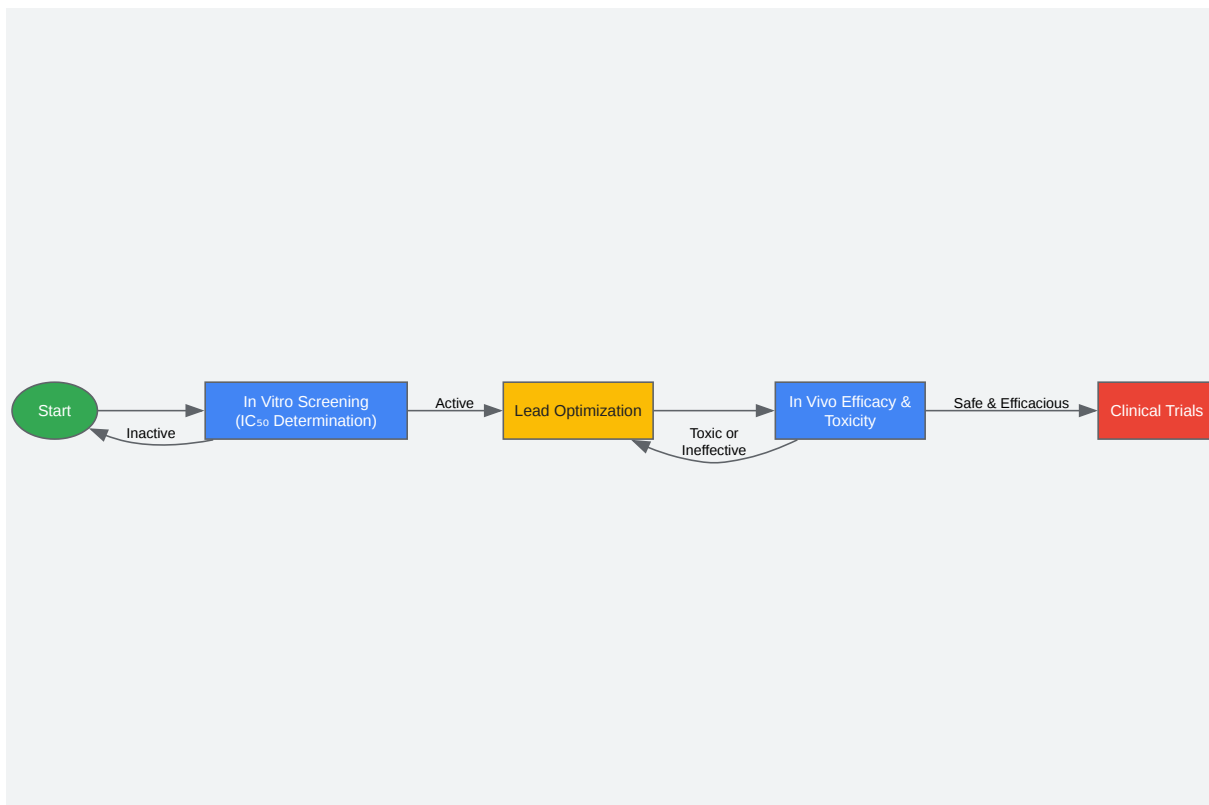 Start
Inactive
In Vitro Screening
(IC₅₀ Determination)
Active
Lead Optimization
Toxic or
Ineffective
In Vivo Efficacy &
Toxicity
Safe & Efficacious
Clinical Trials